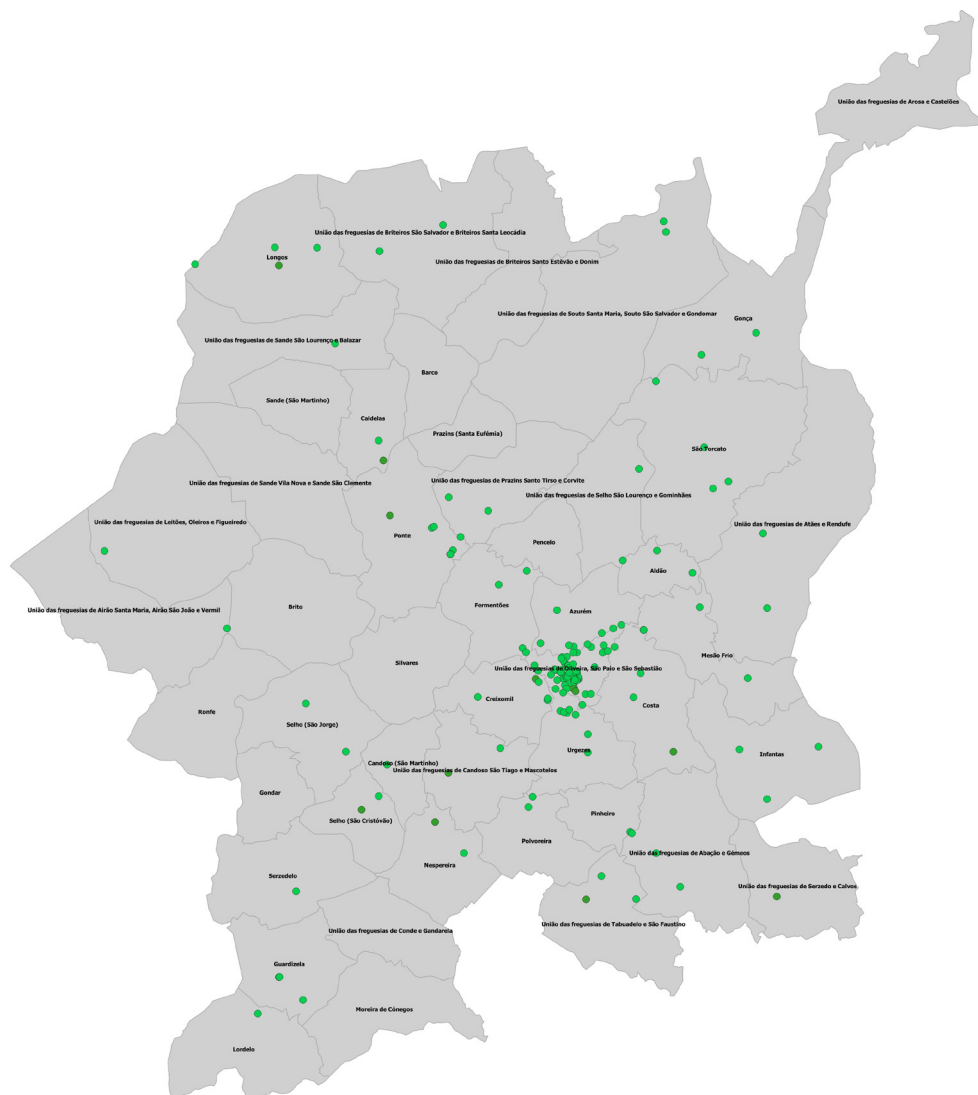 União das freguesias de Arosa e Castelões
União das freguesias de Briteiros São Salvador e Briteiros Santa Leocádia
Longos
União das freguesias de Briteiros Santo Estêvão e Donim
União das freguesias de Souto Santa Maria, Souto São Salvador e Gondomar
Gonça
União das freguesias de Sande São Lourenço e Balazar
Barco
Sande (São Martinho)
Caldelas
Prazins (Santa Eufémia)
São Torcato
União das freguesias de Sande Vila Nova e Sande São Clemente
União das freguesias de Prazins Santo Tirso e Corvite
União das freguesias de Selho São Lourenço e Gominhães
União das freguesias de Leitões, Oleiros e Figueiredo
União das freguesias de Atães e Rendufe
Ponte
Pencelo
Aldão
Brito
Fermentões
União das freguesias de Airão Santa Maria, Airão São João e Vermil
Azurém
Silvares
Mesão Frio
União das freguesias de Oliveira, São Paio e São Sebastião
Creixomil
Costa
Ronfe
Selho (São Jorge)
Urgezes
Infantas
Candoso (São Martinho)
União das freguesias de Candoso São Tiago e Mascotelos
Gondar
Pinheiro
Selho (São Cristóvão)
Polvoreira
União das freguesias de Abação e Gémeos
Nespereira
Serzedelo
União das freguesias de Serzedo e Calvos
União das freguesias de Tabuadelo e São Faustino
União das freguesias de Conde e Gandarela
Guardizela
Moreira de Cónegos
Lordelo